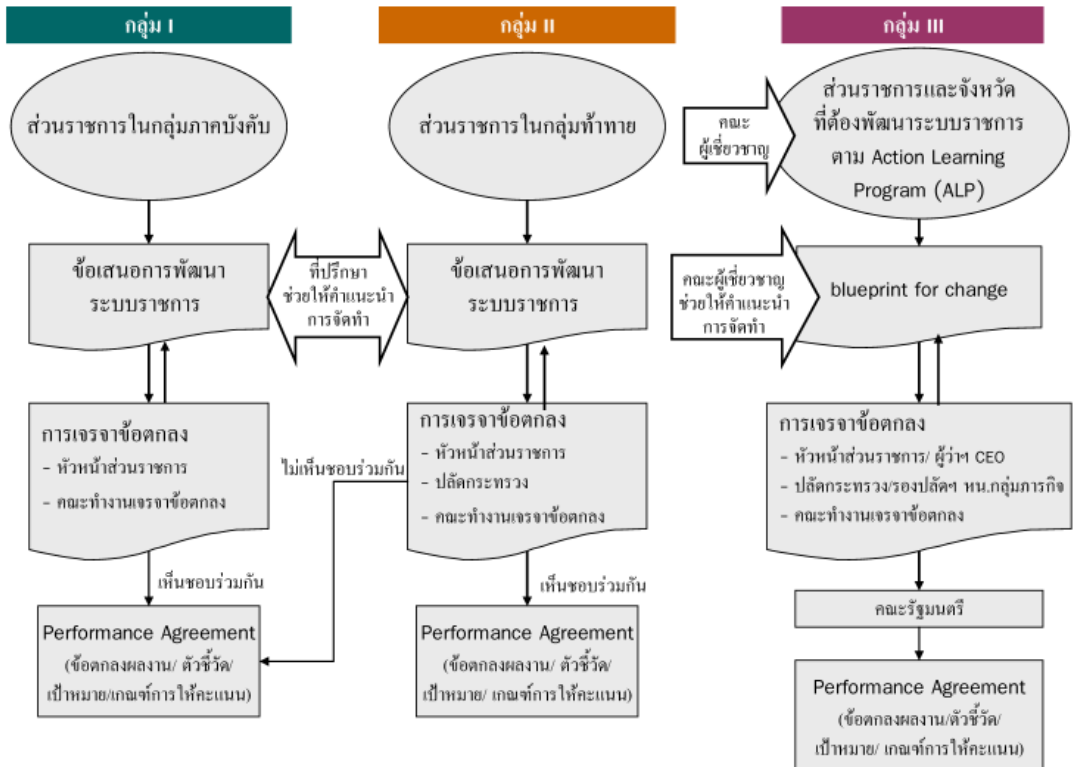 กลุ่ม I
ส่วนราชการในกลุ่มภาคบังคับ
ข้อเสนอการพัฒนา
ระบบราชการ
ที่ปรึกษา
ช่วยให้คำแนะนำ
การจัดทำ
การเจรจาข้อตกลง
- หัวหน้าส่วนราชการ
- คณะทำงานเจรจาข้อตกลง
เห็นชอบร่วมกัน
Performance Agreement
(ข้อตกลงผลงาน/ ตัวชี้วัด/
เป้าหมาย/เกณฑ์การให้คะแนน)
กลุ่ม II
ส่วนราชการในกลุ่มท้าทาย
ข้อเสนอการพัฒนา
ระบบราชการ
การเจรจาข้อตกลง
- หัวหน้าส่วนราชการ
- ปลัดกระทรวง
- คณะทำงานเจรจาข้อตกลง
ไม่เห็นชอบร่วมกัน
เห็นชอบร่วมกัน
Performance Agreement
(ข้อตกลงผลงาน/ ตัวชี้วัด/
เป้าหมาย/ เกณฑ์การให้คะแนน)
กลุ่ม III
คณะ
ผู้เชี่ยวชาญ
ส่วนราชการและจังหวัด
ที่ต้องพัฒนาระบบราชการ
ตาม Action Learning
Program (ALP)
คณะผู้เชี่ยวชาญ
ช่วยให้คำแนะนำ
การจัดทำ
blueprint for change
การเจรจาข้อตกลง
- หัวหน้าส่วนราชการ/ ผู้ว่าฯ CEO
- ปลัดกระทรวง/รองปลัดฯ หน.กลุ่มภารกิจ
- คณะทำงานเจรจาข้อตกลง
คณะรัฐมนตรี
Performance Agreement
(ข้อตกลงผลงาน/ตัวชี้วัด/
เป้าหมาย/ เกณฑ์การให้คะแนน)